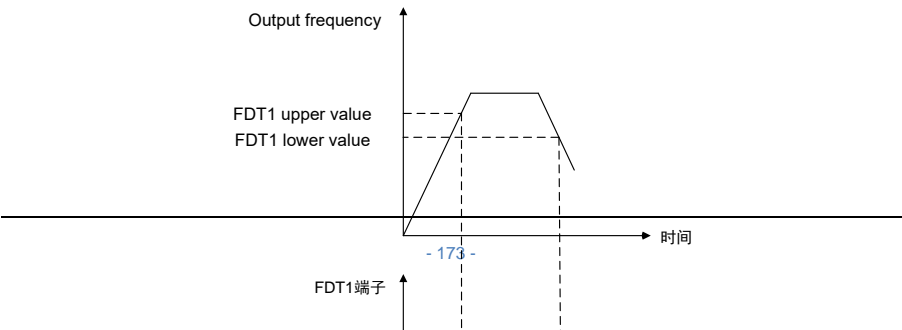 Output frequency
FDT1 upper value
FDT1 lower value
时间
- 173 -
FDT1端子